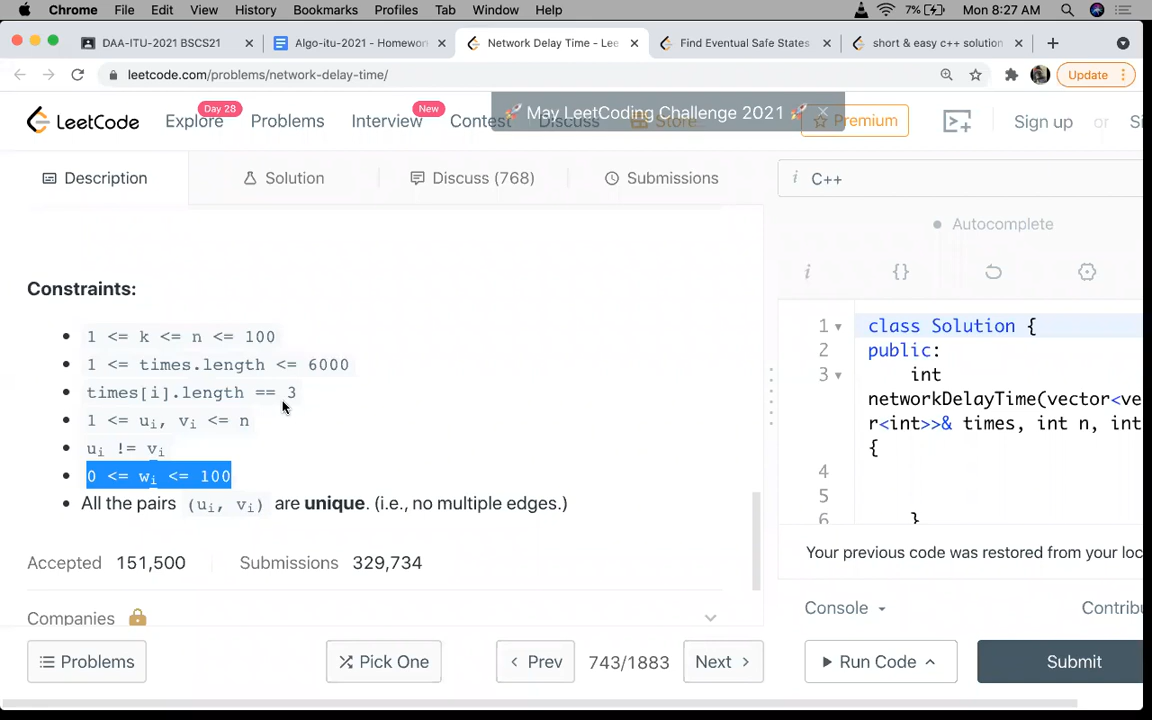 Chrome File Edit View History Bookmarks Profiles Tab Window Help 7% Mon 8:27 AM
DAA-ITU-2021 BSCS21 Algo-itu-2021 - Homework Network Delay Time - Lee Find Eventual Safe States short & easy c++ solution
leetcode.com/problems/network-delay-time/ Update
Day 28 New
🚀 May LeetCoding Challenge 2021 🚀
LeetCode Explore Problems Interview Contest Discuss Store Premium Sign up or Si
Description Solution Discuss (768) Submissions i C++
Autocomplete
i {}
Constraints:
• 1 <= k <= n <= 100
• 1 <= times.length <= 6000
• times[i].length == 3
• 1 <= ui, vi <= n
• ui != vi
• 0 <= wi <= 100
• All the pairs (ui, vi) are unique. (i.e., no multiple edges.)
Accepted 151,500 Submissions 329,734
Companies
1 class Solution {
2 public:
3 int
networkDelayTime(vector<ve
r<int>>& times, int n, int
{
4
5
6 }
Your previous code was restored from your loc
Console Contribu
Problems Pick One Prev 743/1883 Next Run Code Submit